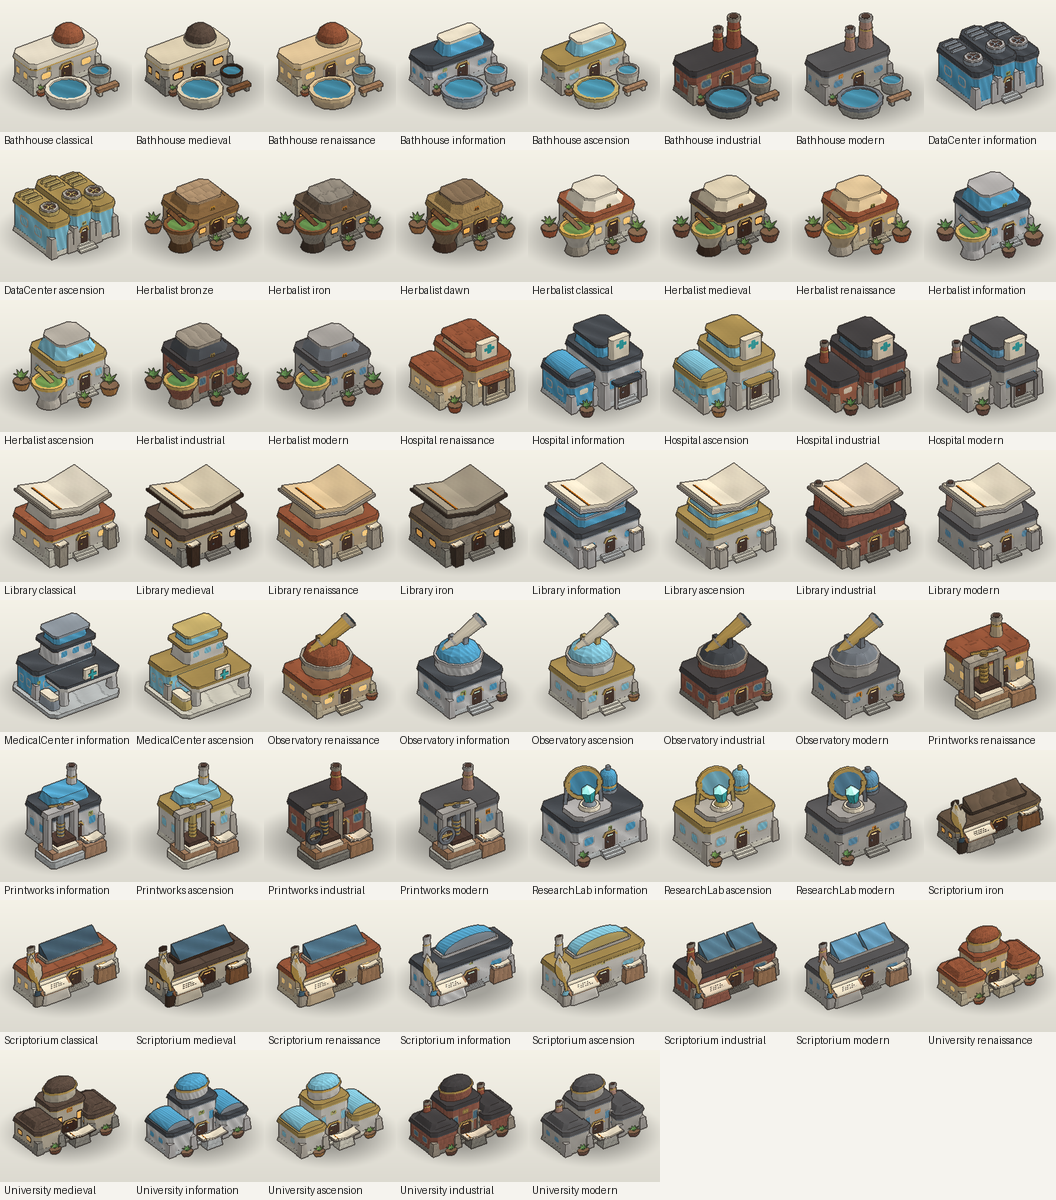 Bathhouse classical
Bathhouse medieval
Bathhouse renaissance
Bathhouse information
Bathhouse ascension
Bathhouse industrial
Bathhouse modern
DataCenter information
DataCenter ascension
Herbalist bronze
Herbalist iron
Herbalist dawn
Herbalist classical
Herbalist medieval
Herbalist renaissance
Herbalist information
Herbalist ascension
Herbalist industrial
Herbalist modern
Hospital renaissance
Hospital information
Hospital ascension
Hospital industrial
Hospital modern
Library classical
Library medieval
Library renaissance
Library iron
Library information
Library ascension
Library industrial
Library modern
MedicalCenter information
MedicalCenter ascension
Observatory renaissance
Observatory information
Observatory ascension
Observatory industrial
Observatory modern
Printworks renaissance
Printworks information
Printworks ascension
Printworks industrial
Printworks modern
ResearchLab information
ResearchLab ascension
ResearchLab modern
Scriptorium iron
Scriptorium classical
Scriptorium medieval
Scriptorium renaissance
Scriptorium information
Scriptorium ascension
Scriptorium industrial
Scriptorium modern
University renaissance
University medieval
University information
University ascension
University industrial
University modern